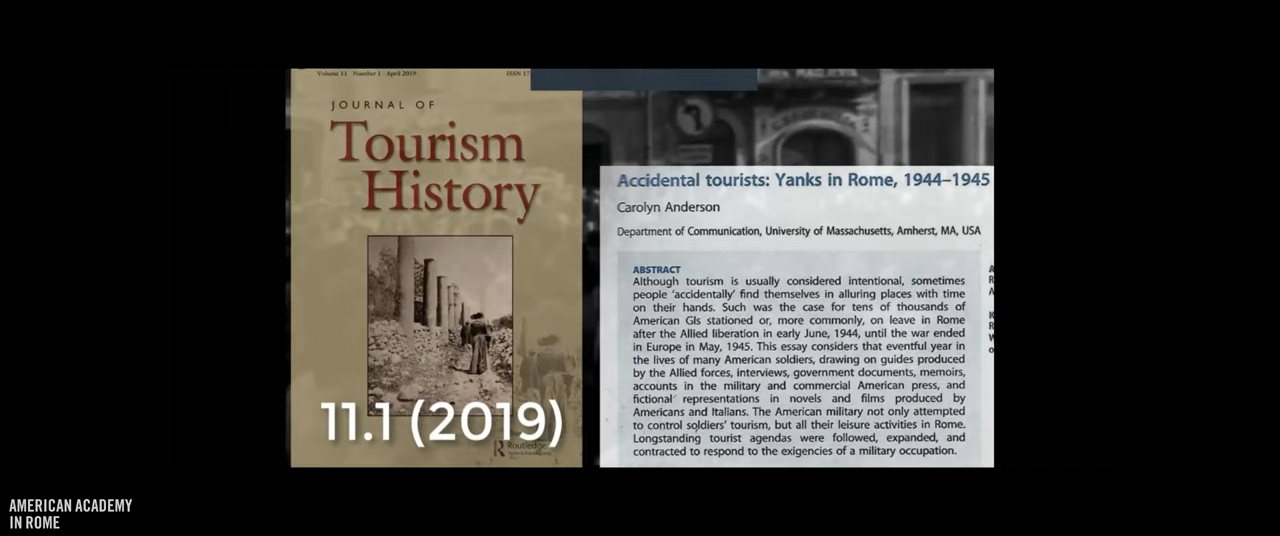 Volume 11 Number 1 April 2019
ISSN 17
JOURNAL OF
Tourism
History
11.1 (2019)
Routledge
Accidental tourists: Yanks in Rome, 1944–1945
Carolyn Anderson
Department of Communication, University of Massachusetts, Amherst, MA, USA
ABSTRACT
Although tourism is usually considered intentional, sometimes
people 'accidentally' find themselves in alluring places with time
on their hands. Such was the case for tens of thousands of
American GIs stationed or, more commonly, on leave in Rome
after the Allied liberation in early June, 1944, until the war ended
in Europe in May, 1945. This essay considers that eventful year in
the lives of many American soldiers, drawing on guides produced
by the Allied forces, interviews, government documents, memoirs,
accounts in the military and commercial American press, and
fictional representations in novels and films produced by
Americans and Italians. The American military not only attempted
to control soldiers' tourism, but all their leisure activities in Rome.
Longstanding tourist agendas were followed, expanded, and
contracted to respond to the exigencies of a military occupation.
AMERICAN ACADEMY
IN ROME